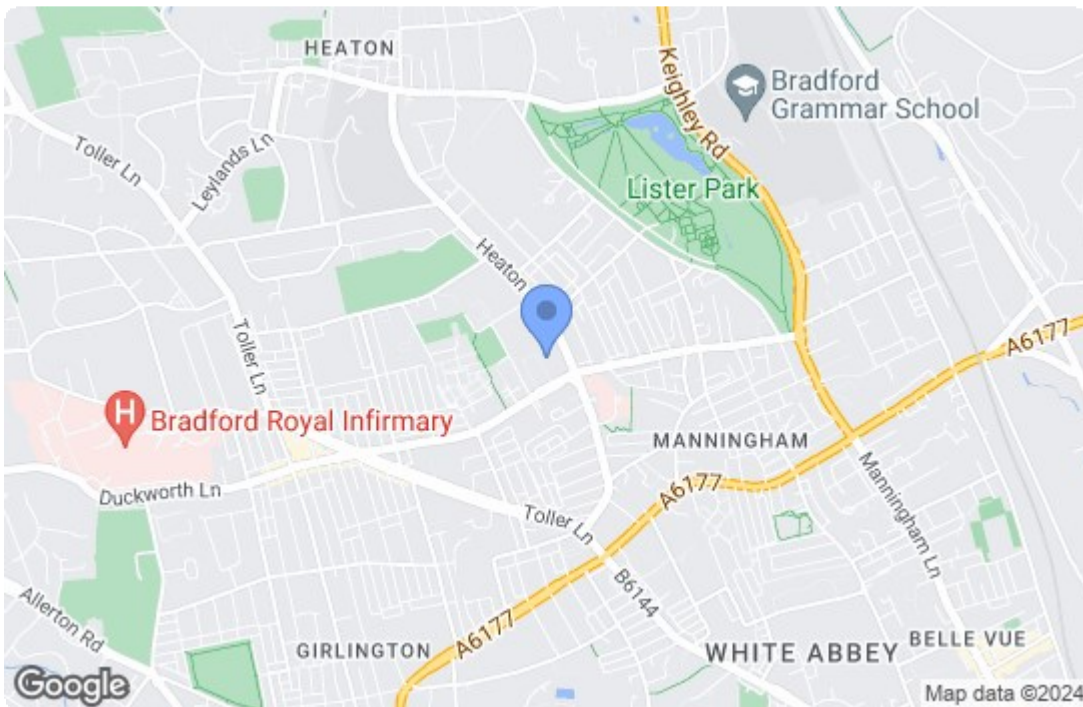 HEATON
Keighley Rd
Bradford
Grammar School
Toller Ln
Leylands Ln
Lister Park
Heaton
Toller Ln
A6177
H
Bradford Royal Infirmary
MANNINGHAM
A6177
Duckworth Ln
Toller Ln
Manningham Ln
B6144
Allerton Rd
GIRLINGTON
A6177
WHITE ABBEY
BELLE VUE
Google
Map data ©2024